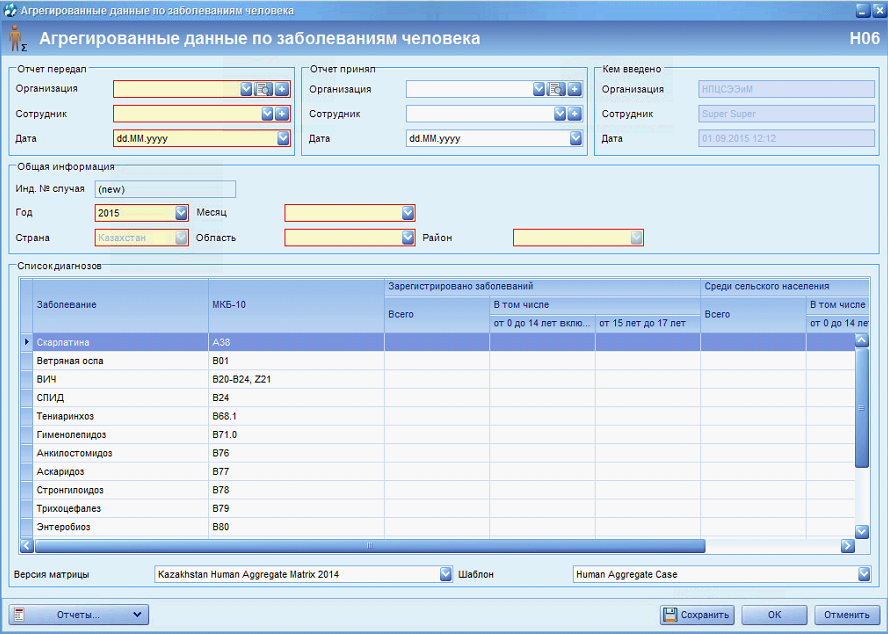 Агрегированные данные по заболеваниям человека
Агрегированные данные по заболеваниям человека H06
Отчет передал Отчет принял Кем введено
Организация Организация Организация НПЦСЭЭиМ
Сотрудник Сотрудник Сотрудник Super Super
Дата dd.MM.yyyy Дата dd.MM.yyyy Дата 01.09.2015 12:12
Общая информация
Инд. № случая (new)
Год 2015 Месяц
Страна Казахстан Область Район
Список диагнозов
Зарегистрировано заболеваний Среди сельского населения
Заболевание МКБ-10 Всего В том числе Всего В том числе
от 0 до 14 лет вклю... от 15 лет до 17 лет от 0 до 14 ле
Скарлатина A38
Ветряная оспа B01
ВИЧ B20-B24, Z21
СПИД B24
Тениаринхоз B68.1
Гименолепидоз B71.0
Анкилостомидоз B76
Аскаридоз B77
Стронгилоидоз B78
Трихоцефалез B79
Энтеробиоз B80
Версия матрицы Kazakhstan Human Aggregate Matrix 2014 Шаблон Human Aggregate Case
Отчеты... Сохранить ОК Отменить